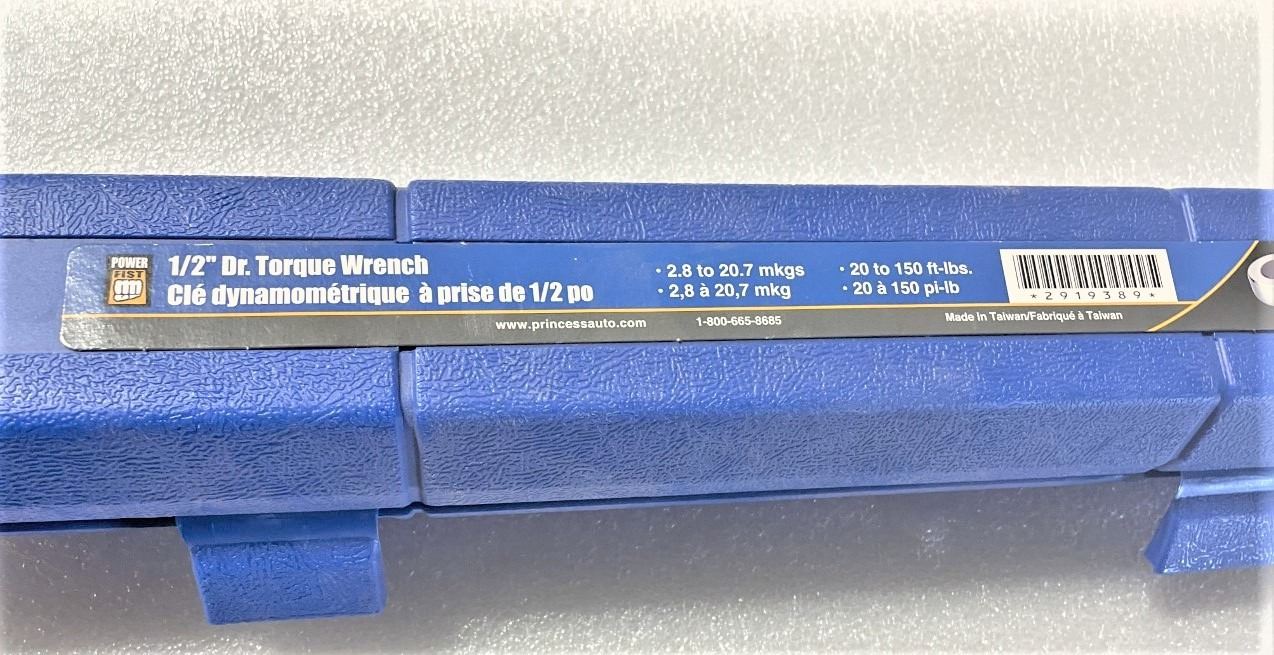 POWER
FIST
1/2" Dr. Torque Wrench
Clé dynamométrique à prise de 1/2 po
• 2.8 to 20.7 mkgs
• 2,8 à 20,7 mkg
• 20 to 150 ft-lbs.
• 20 à 150 pi-lb
*2919389*
www.princessauto.com 1-800-665-8685 Made In Taiwan/Fabriqué à Taiwan